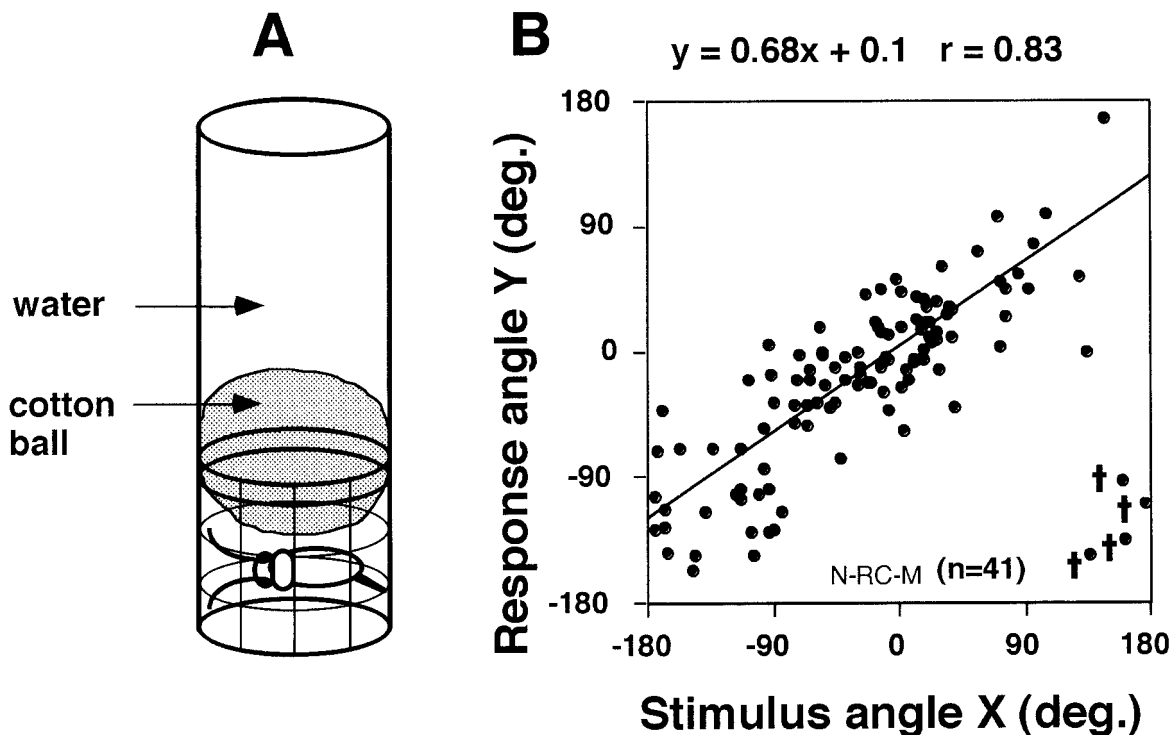 A
water
cotton
ball
B
y = 0.68x + 0.1 r = 0.83
Response angle Y (deg.)
180
90
0
-90
-180
† 
†
†
†
N-RC-M (n=41)
-180 -90 0 90 180
Stimulus angle X (deg.)